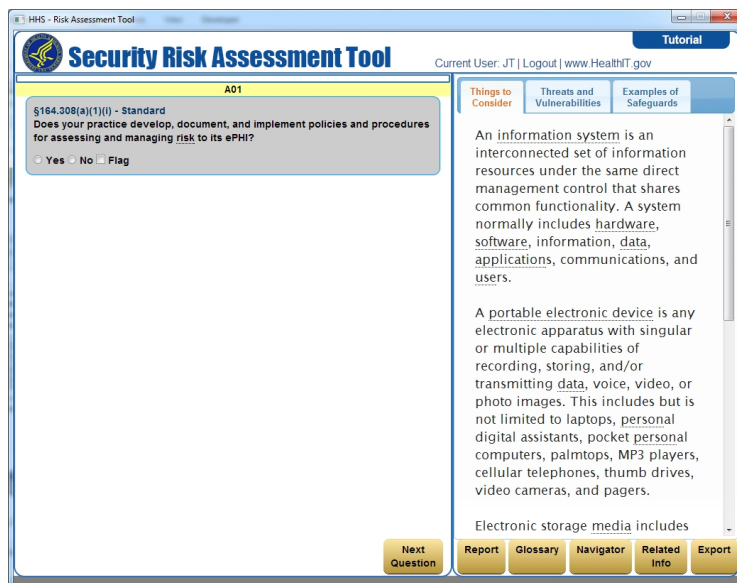 HHS - Risk Assessment Tool
Security Risk Assessment Tool
Tutorial
Current User: JT | Logout | www.HealthIT.gov
A01
§164.308(a)(1)(i) - Standard
Does your practice develop, document, and implement policies and procedures
for assessing and managing risk to its ePHI?
Yes No Flag
Next
Question
Things to
Consider
Threats and
Vulnerabilities
Examples of
Safeguards
An information system is an
interconnected set of information
resources under the same direct
management control that shares
common functionality. A system
normally includes hardware,
software, information, data,
applications, communications, and
users.
A portable electronic device is any
electronic apparatus with singular
or multiple capabilities of
recording, storing, and/or
transmitting data, voice, video, or
photo images. This includes but is
not limited to laptops, personal
digital assistants, pocket personal
computers, palmtops, MP3 players,
cellular telephones, thumb drives,
video cameras, and pagers.
Electronic storage media includes
Report
Glossary
Navigator
Related
Info
Export